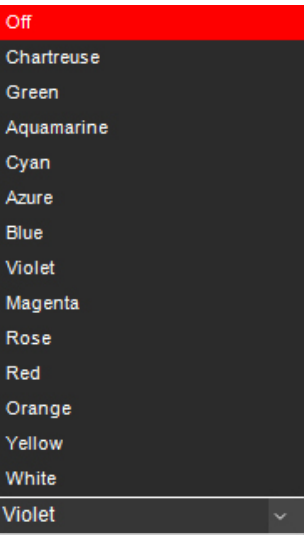 Off
Chartreuse
Green
Aquamarine
Cyan
Azure
Blue
Violet
Magenta
Rose
Red
Orange
Yellow
White
Violet